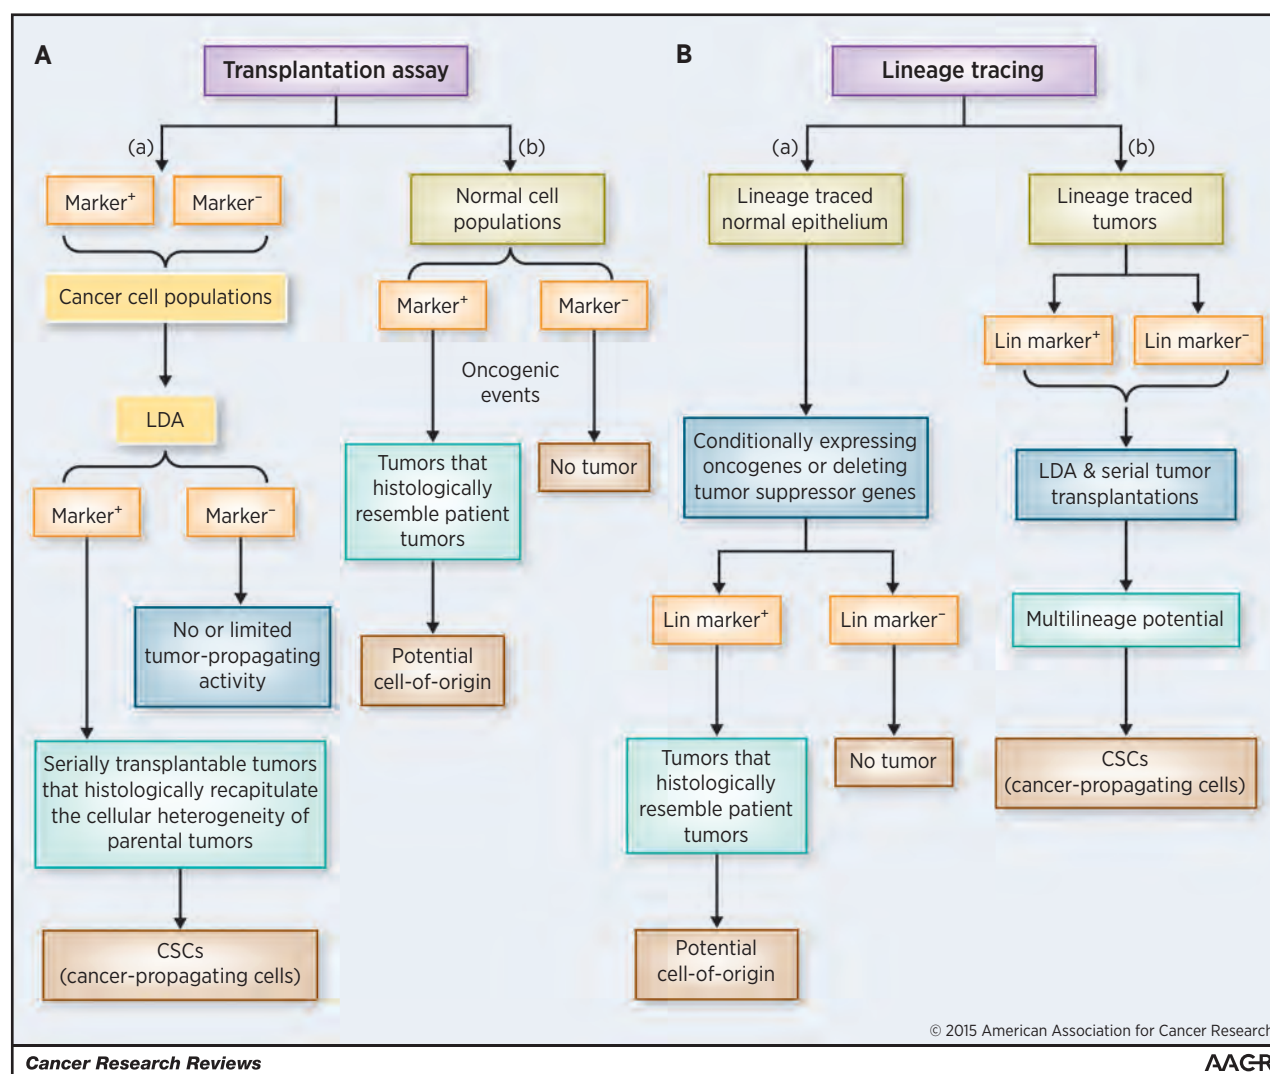 A
Transplantation assay
(a)
(b)
Marker+
Marker−
Cancer cell populations
LDA
Marker+
Marker−
No or limited
tumor-propagating
activity
Serially transplantable tumors
that histologically recapitulate
the cellular heterogeneity of
parental tumors
CSCs
(cancer-propagating cells)
Normal cell
populations
Marker+
Marker−
Oncogenic
events
Tumors that
histologically
resemble patient
tumors
No tumor
Potential
cell-of-origin
B
Lineage tracing
(a)
(b)
Lineage traced
normal epithelium
Conditionally expressing
oncogenes or deleting
tumor suppressor genes
Lin marker+
Lin marker−
Tumors that
histologically
resemble patient
tumors
No tumor
Potential
cell-of-origin
Lineage traced
tumors
Lin marker+
Lin marker−
LDA & serial tumor
transplantations
Multilineage potential
CSCs
(cancer-propagating cells)
© 2015 American Association for Cancer Research
Cancer Research Reviews
AACR